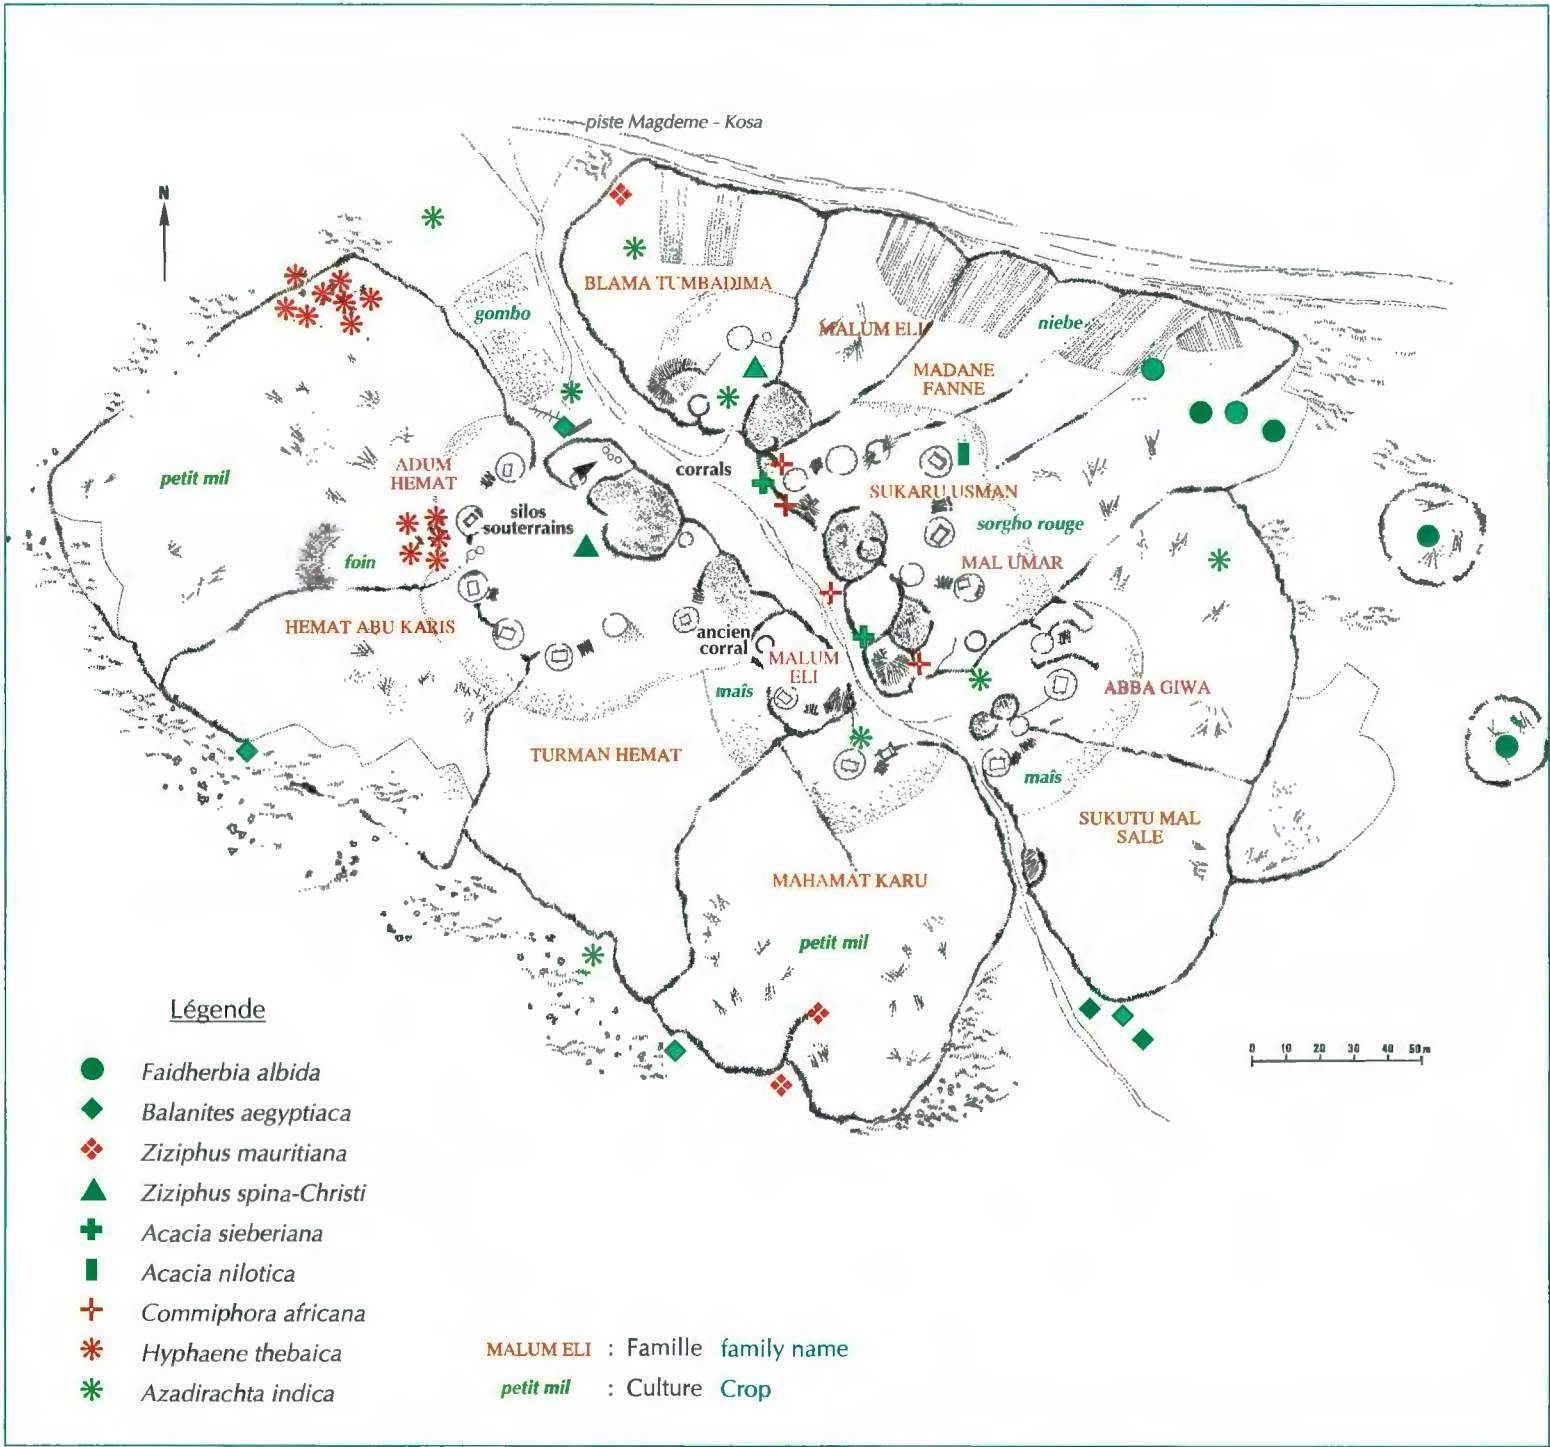 piste Magdeme - Kosa
N
BLAMA TUMBADIMA
gombo
MALUM ELI
niebe
MADANE
FANNE
petit mil
ADUM
HEMAT
corrals
SUKARU USMAN
silos
souterrains
sorgho rouge
foin
MAL UMAR
HEMAT ABU KARIS
ancien
corral
MALUM
ELI
maîs
ABBA GIWA
TURMAN HEMAT
maîs
SUKUTU MAL
SALE
MAHAMAT KARU
petit mil
0 10 20 30 40 50m
Légende
Faidherbia albida
Balanites aegyptiaca
Ziziphus mauritiana
Ziziphus spina-Christi
Acacia sieberiana
Acacia nilotica
Commiphora africana
Hyphaene thebaica
Azadirachta indica
MALUM ELI : Famille family name
petit mil : Culture Crop